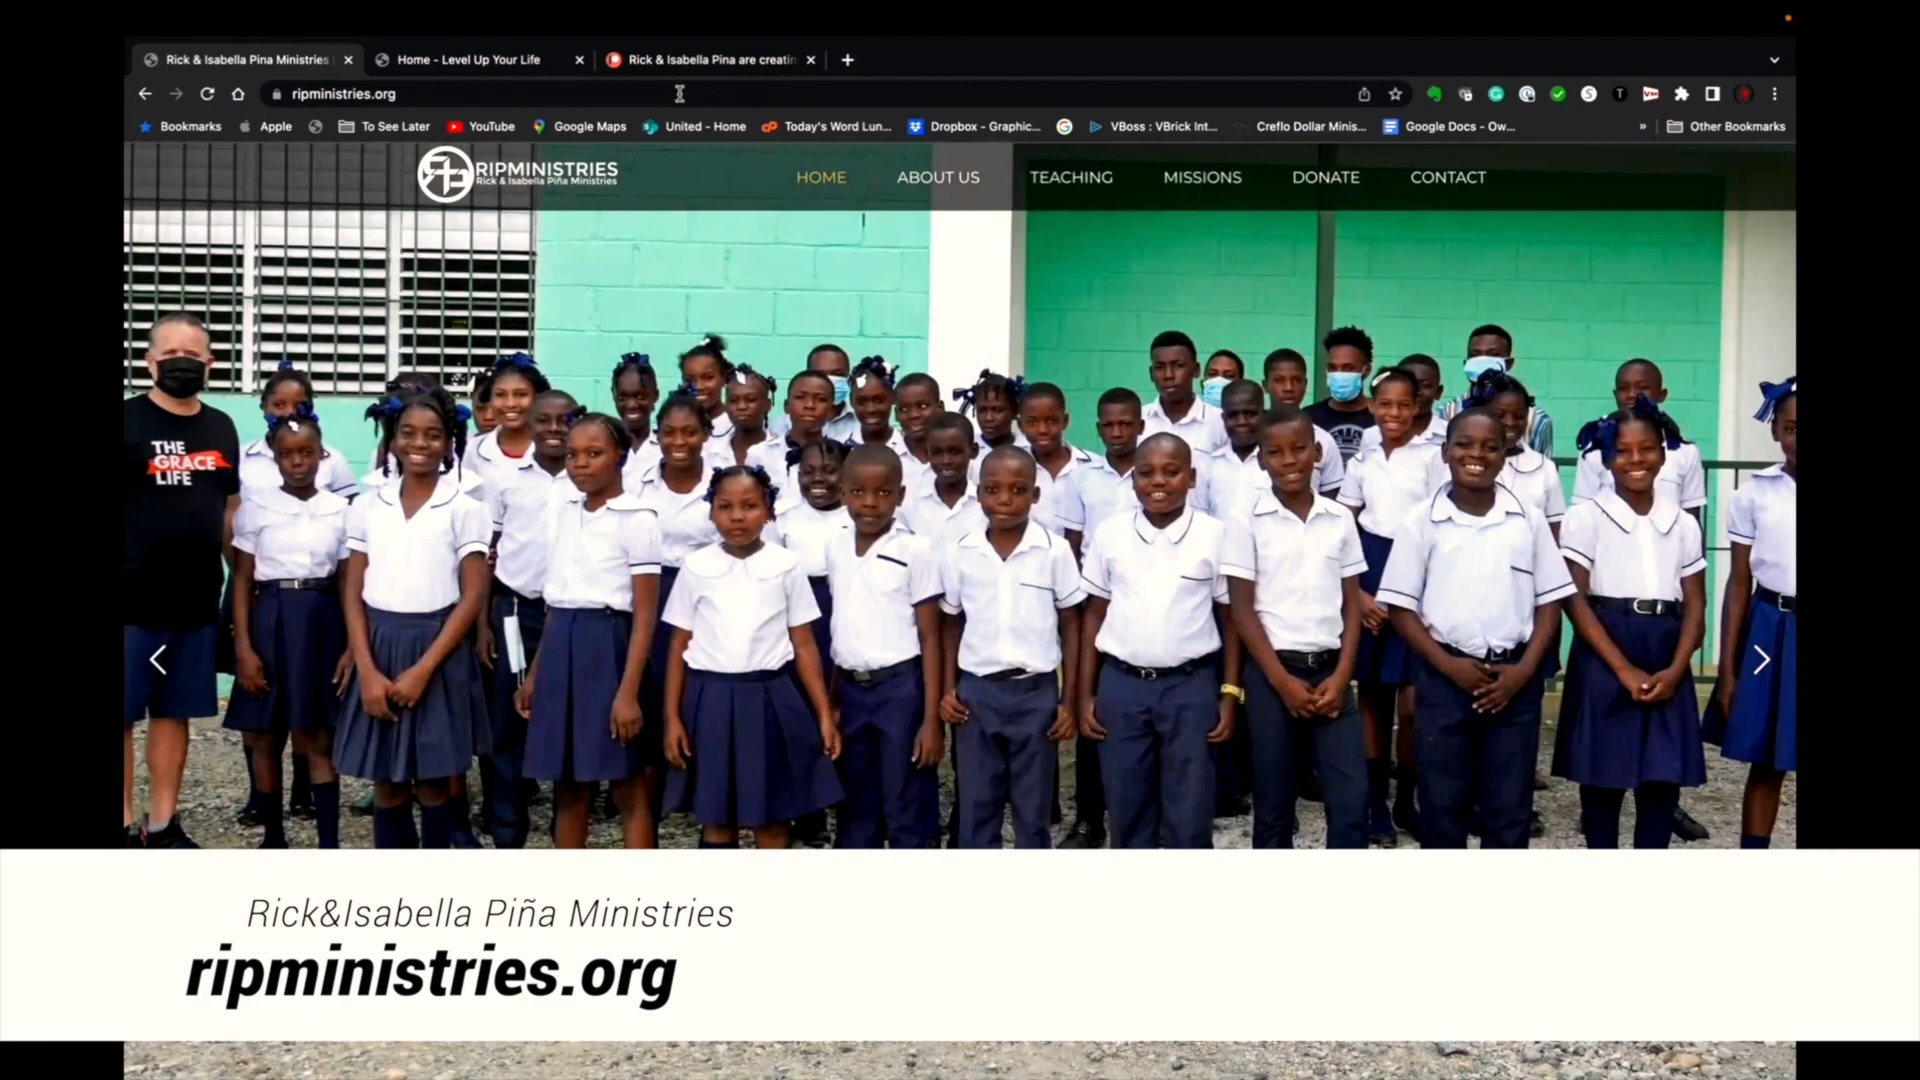 Rick & Isabella Pina Ministries
Home - Level Up Your Life
Rick & Isabella Pina are creatin
ripministries.org
Bookmarks
Apple
To See Later
YouTube
Google Maps
United - Home
Today's Word Lun...
Dropbox - Graphic...
VBoss : VBrick Int...
Creflo Dollar Minis...
Google Docs - Ow...
»
Other Bookmarks
RIPMINISTRIES
Rick & Isabella Piña Ministries
HOME
ABOUT US
TEACHING
MISSIONS
DONATE
CONTACT
THE
GRACE
LIFE
Rick&Isabella Piña Ministries
ripministries.org